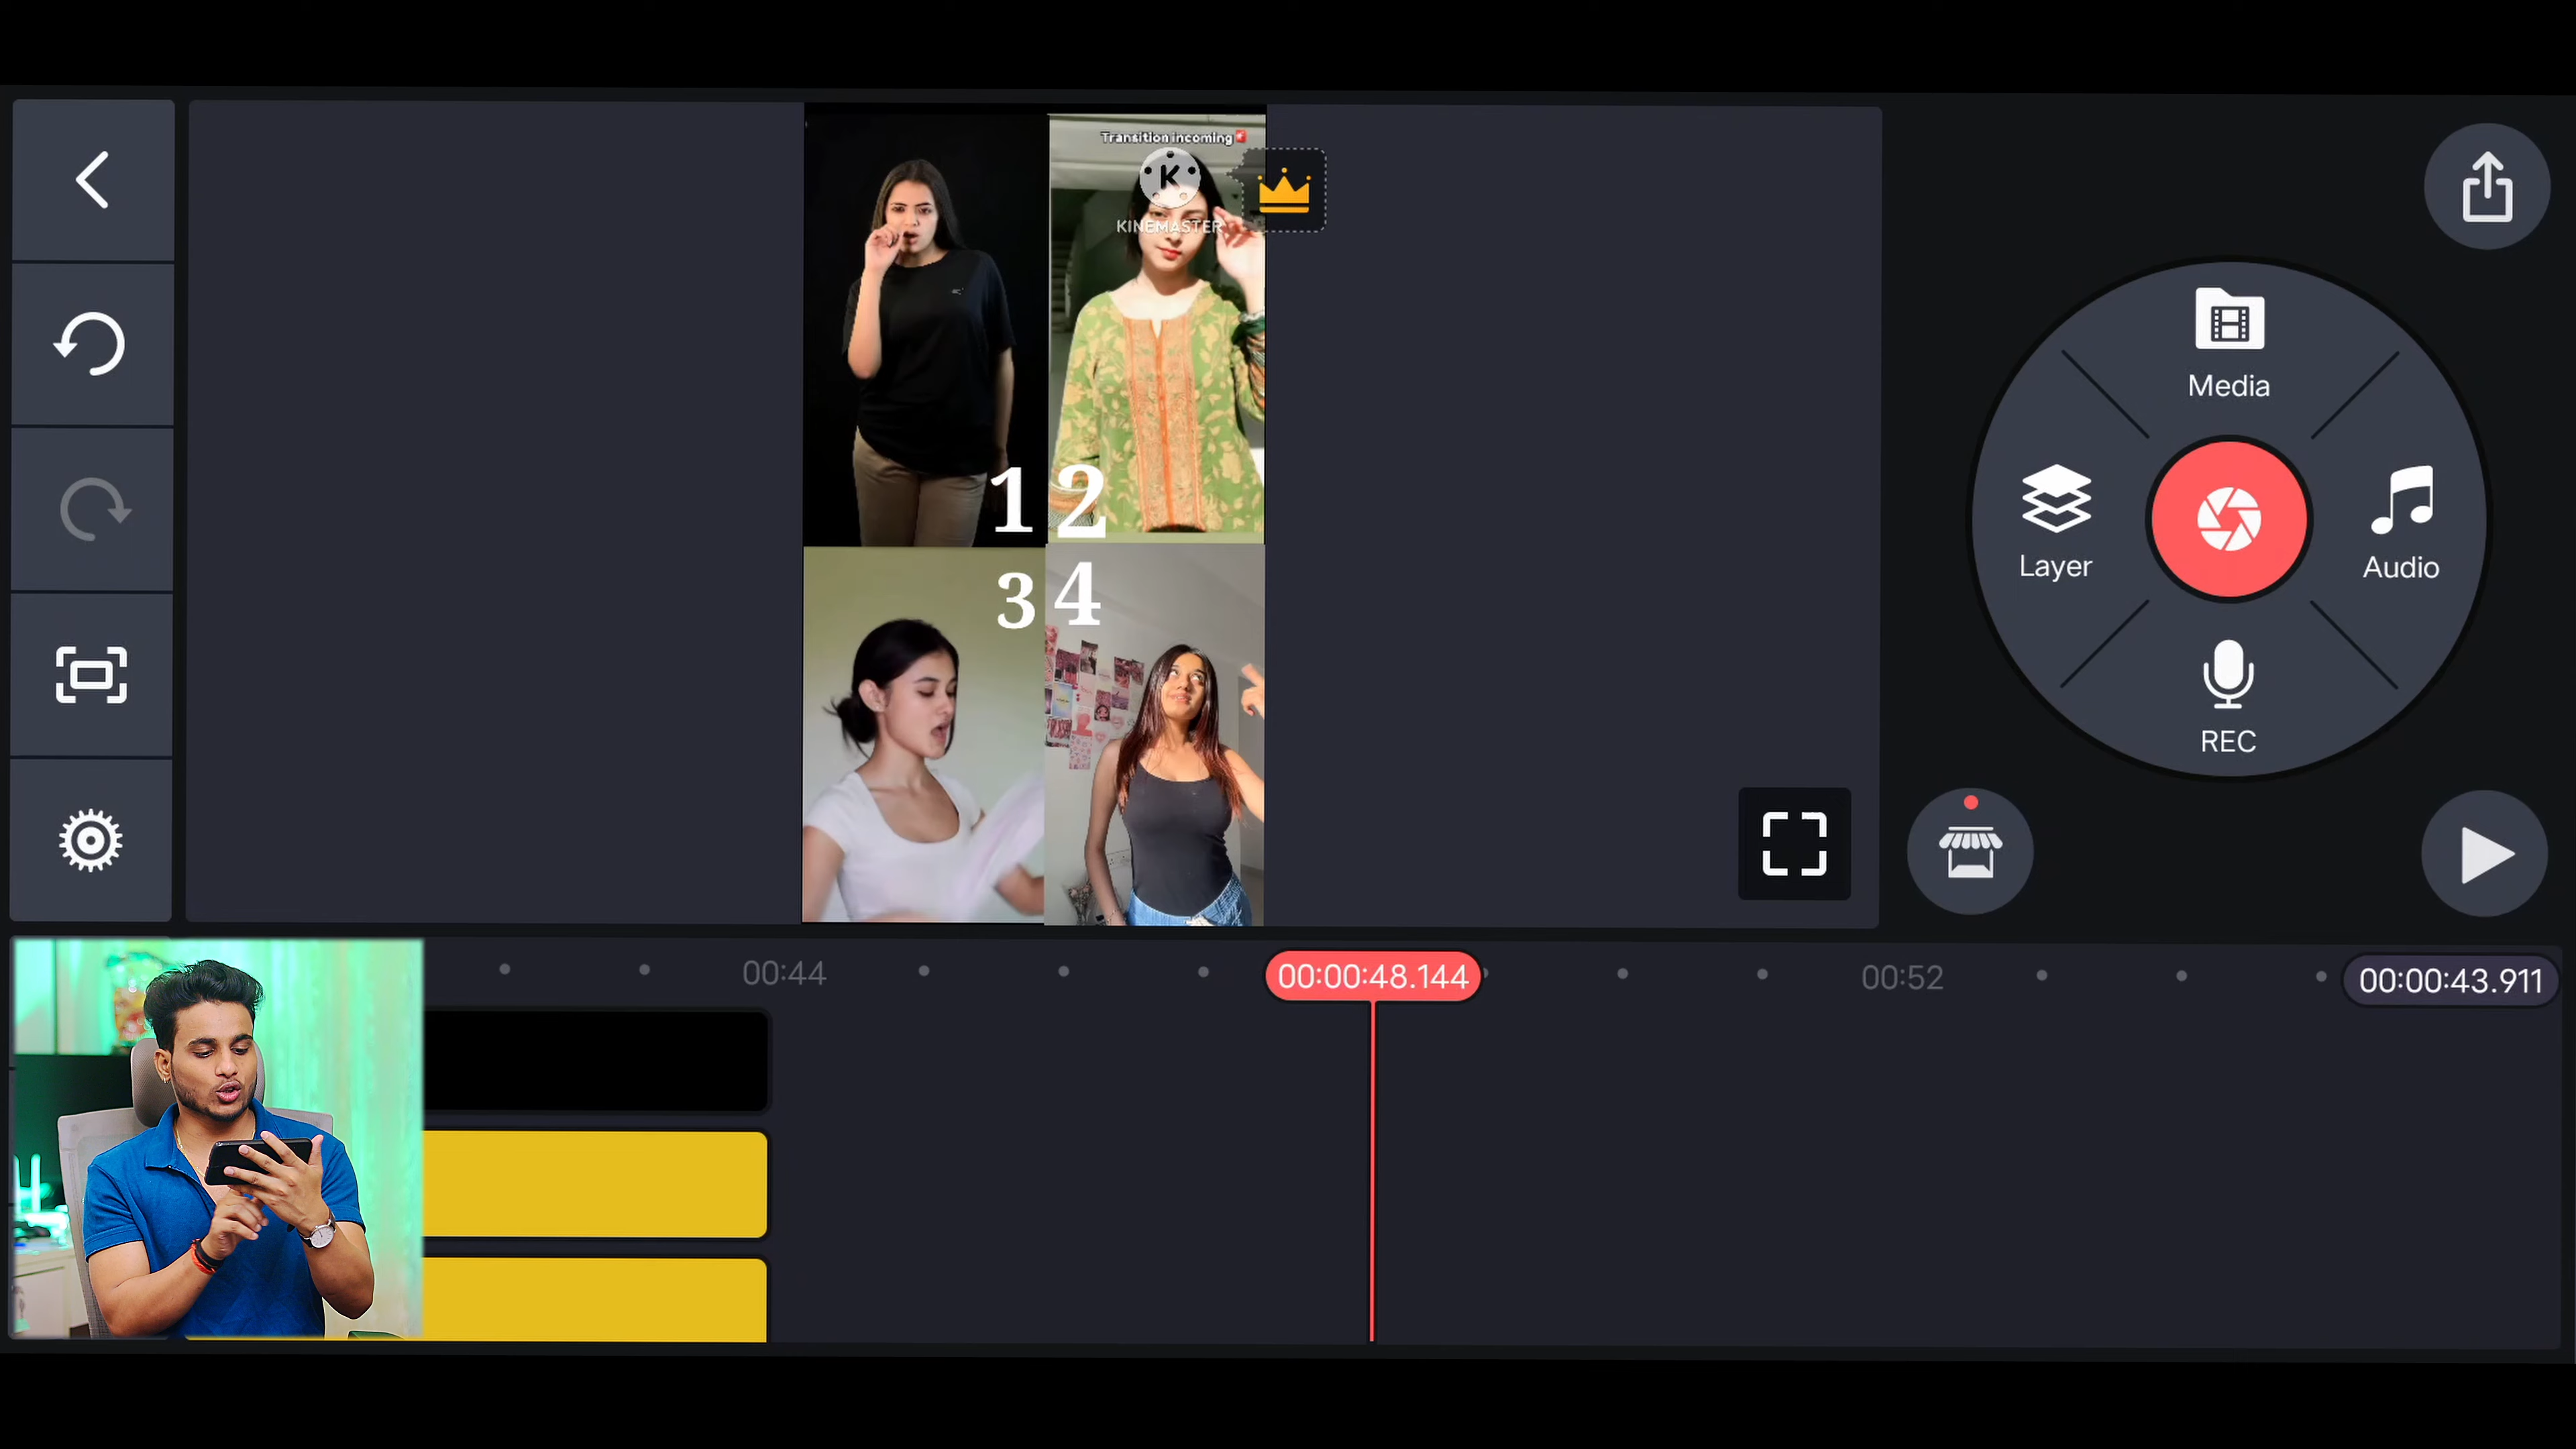 Transition incoming
K
KINEMASTER
1 2
3 4
Media
Layer
Audio
REC
00:44
00:00:48.144
00:52
00:00:43.911